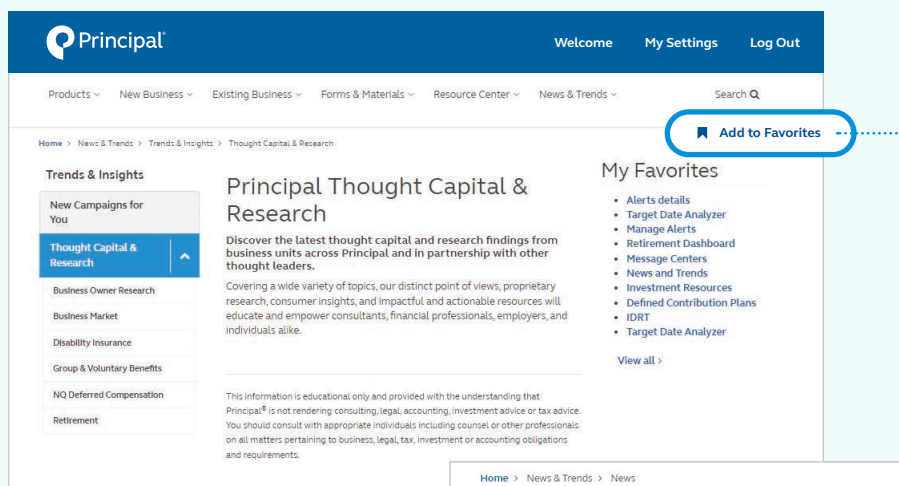 Principal®
Welcome My Settings Log Out
Products New Business Existing Business Forms & Materials Resource Center News & Trends Search
Add to Favorites
Home > News & Trends > Trends & Insights > Thought Capital & Research
Trends & Insights
New Campaigns for
You
Thought Capital &
Research
Business Owner Research
Business Market
Disability Insurance
Group & Voluntary Benefits
NQ Deferred Compensation
Retirement
Principal Thought Capital &
Research
Discover the latest thought capital and research findings from
business units across Principal and in partnership with other
thought leaders.
Covering a wide variety of topics, our distinct point of views, proprietary
research, consumer insights, and impactful and actionable resources will
educate and empower consultants, financial professionals, employers, and
individuals alike.
This information is educational only and provided with the understanding that
Principal® is not rendering consulting, legal, accounting, investment advice or tax advice.
You should consult with appropriate individuals including counsel or other professionals
on all matters pertaining to business, legal, tax, investment or accounting obligations
and requirements.
My Favorites
• Alerts details
• Target Date Analyzer
• Manage Alerts
• Retirement Dashboard
• Message Centers
• News and Trends
• Investment Resources
• Defined Contribution Plans
• IDRT
• Target Date Analyzer
View all >
Home > News & Trends > News